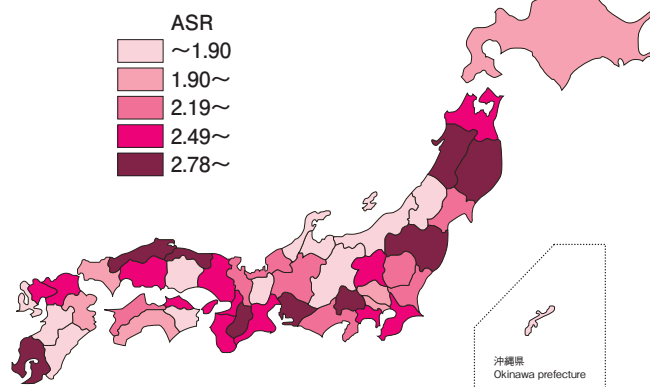 ASR
～1.90
1.90～
2.19～
2.49～
2.78～
沖縄県
Okinawa prefecture